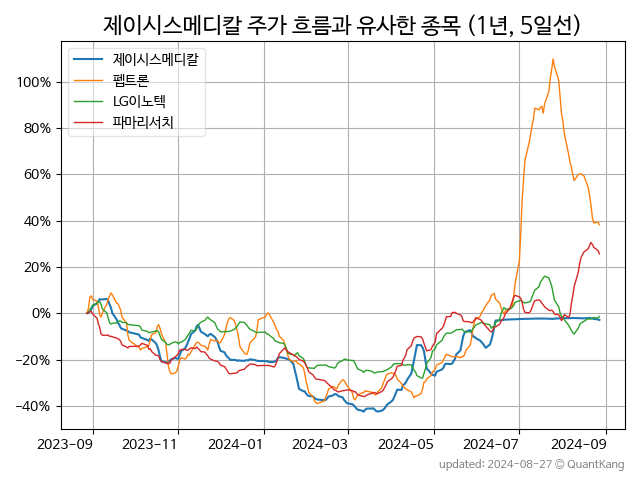 제이시스메디칼 주가 흐름과 유사한 종목 (1년, 5일선)
제이시스메디칼
펩트론
LG이노텍
파마리서치
100%
80%
60%
40%
20%
0%
−20%
−40%
2023-09
2023-11
2024-01
2024-03
2024-05
2024-07
2024-09
updated: 2024-08-27 © QuantKang